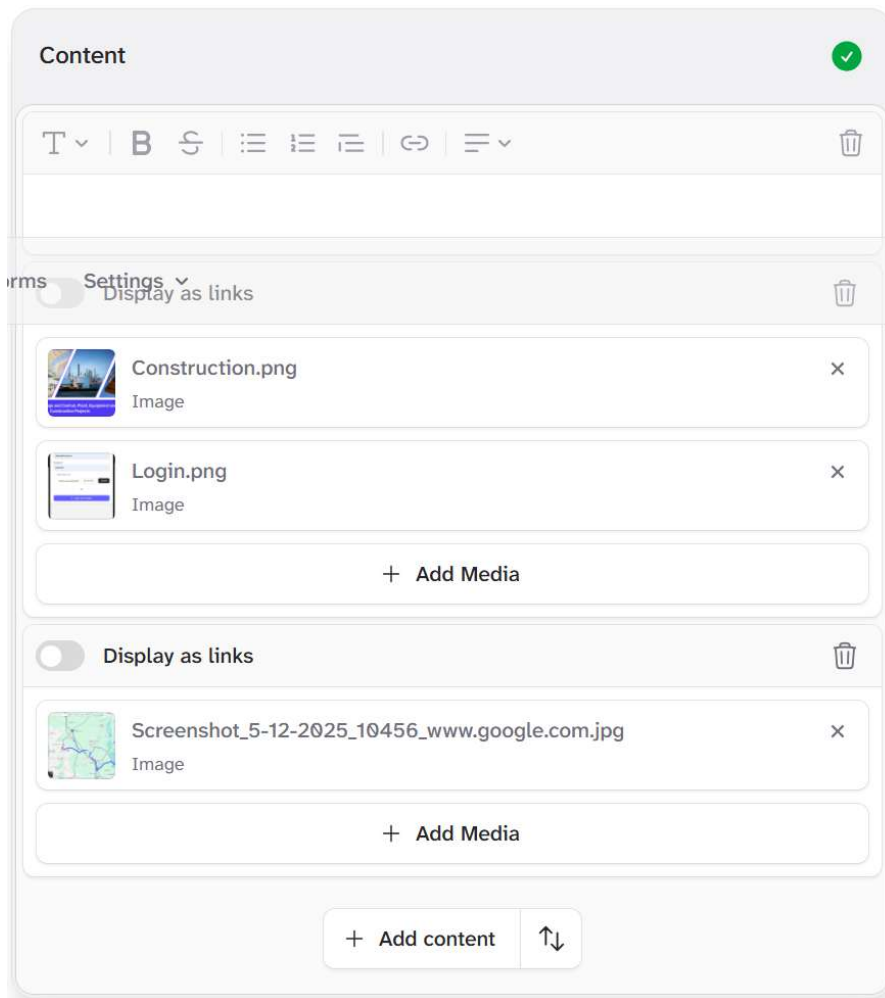 Content
T
B S
Display as links
rms Settings
Construction.png
Image
Login.png
Image
+ Add Media
Display as links
Screenshot_5-12-2025_10456_www.google.com.jpg
Image
+ Add Media
+ Add content